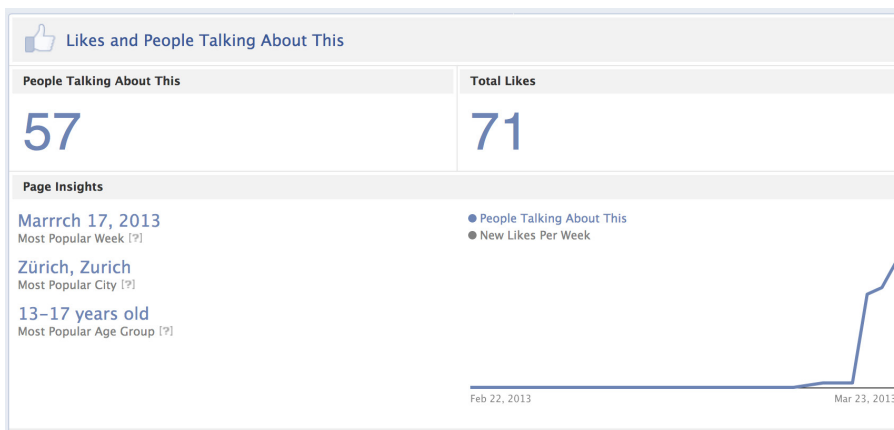 Likes and People Talking About This
People Talking About This
Total Likes
57
71
Page Insights
Marrrch 17, 2013
Most Popular Week [?]
Zürich, Zurich
Most Popular City [?]
13–17 years old
Most Popular Age Group [?]
People Talking About This
New Likes Per Week
Feb 22, 2013
Mar 23, 2013